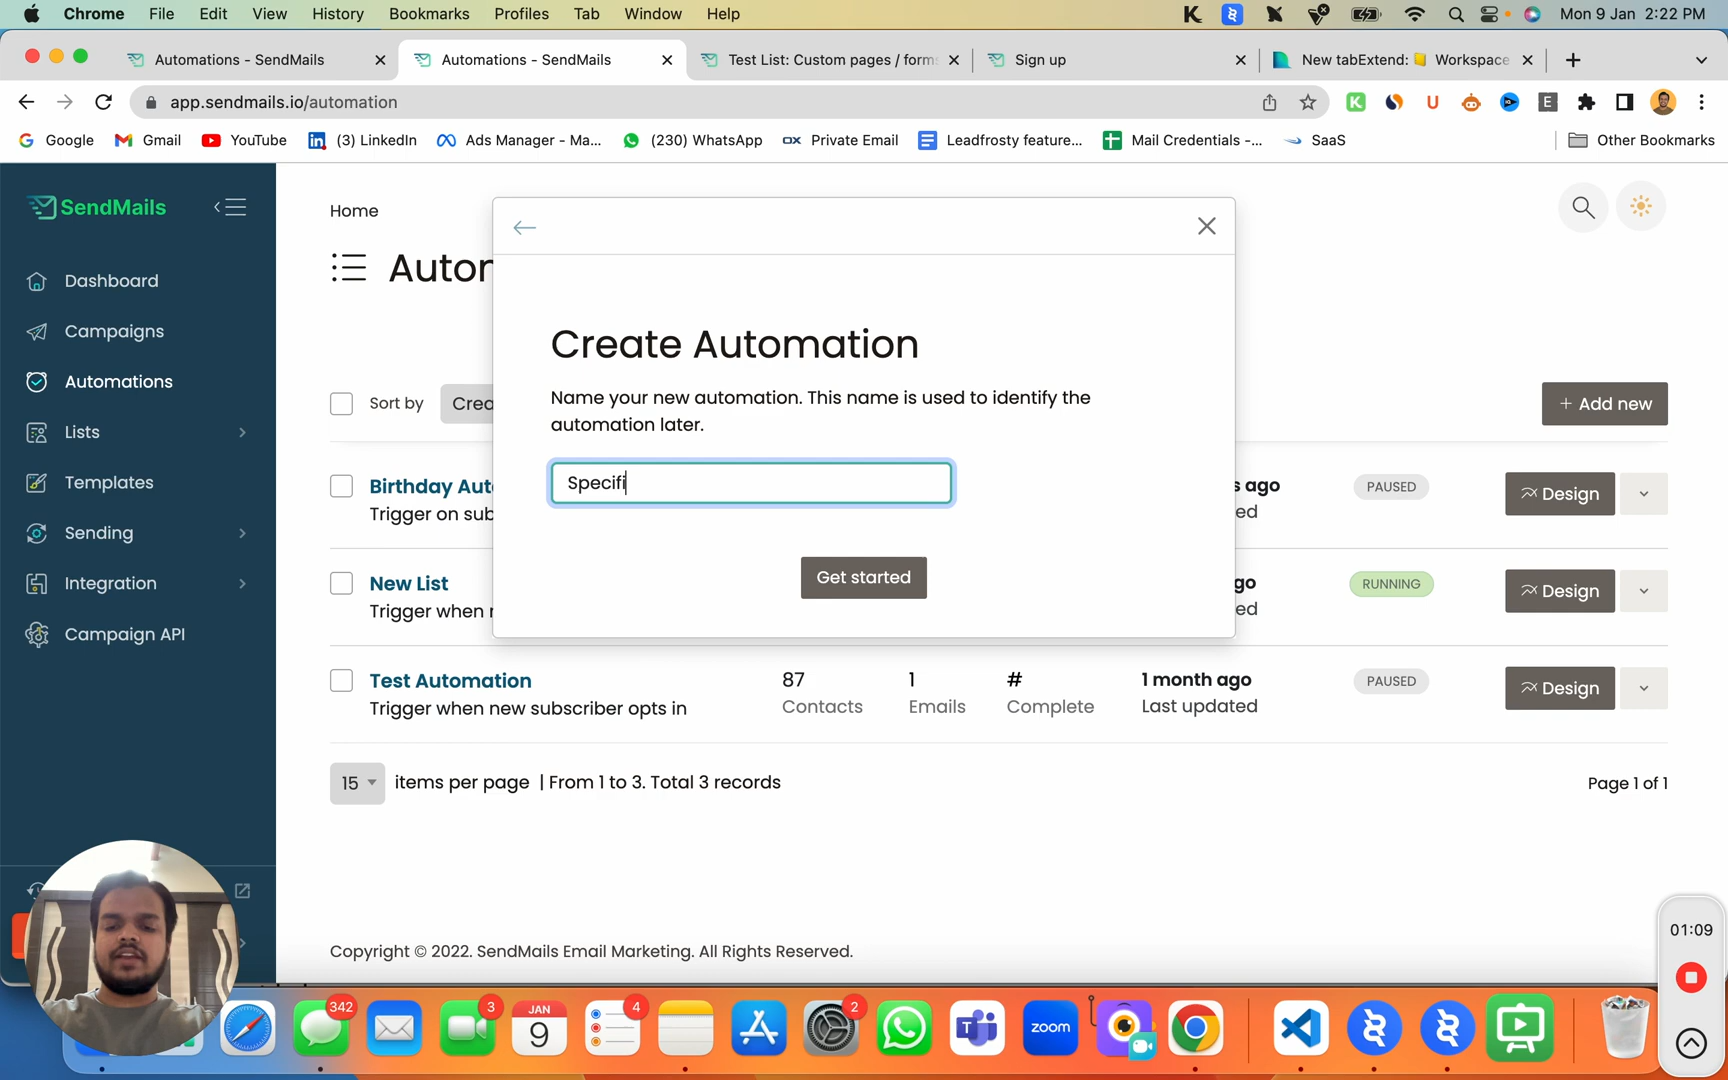 Chrome File Edit View History Bookmarks Profiles Tab Window Help Mon 9 Jan 2:22 PM
Automations - SendMails
Automations - SendMails
Test List: Custom pages / form
Sign up
New tabExtend: Workspace
app.sendmails.io/automation
Google Gmail YouTube (3) LinkedIn Ads Manager - Ma... (230) WhatsApp Private Email Leadfrosty feature... Mail Credentials -... SaaS Other Bookmarks
SendMails
Dashboard
Campaigns
Automations
Lists
Templates
Sending
Integration
Campaign API
Home
Autor
Sort by Crea
+ Add new
Create Automation
Name your new automation. This name is used to identify the
automation later.
Specifi
Get started
Birthday Aut s ago PAUSED Design
Trigger on sub ed
New List go RUNNING Design
Trigger when r ed
Test Automation 87 1 # 1 month ago PAUSED Design
Trigger when new subscriber opts in Contacts Emails Complete Last updated
15 items per page | From 1 to 3. Total 3 records Page 1 of 1
Copyright © 2022. SendMails Email Marketing. All Rights Reserved.
01:09
342
3
JAN
9
4
2
zoom